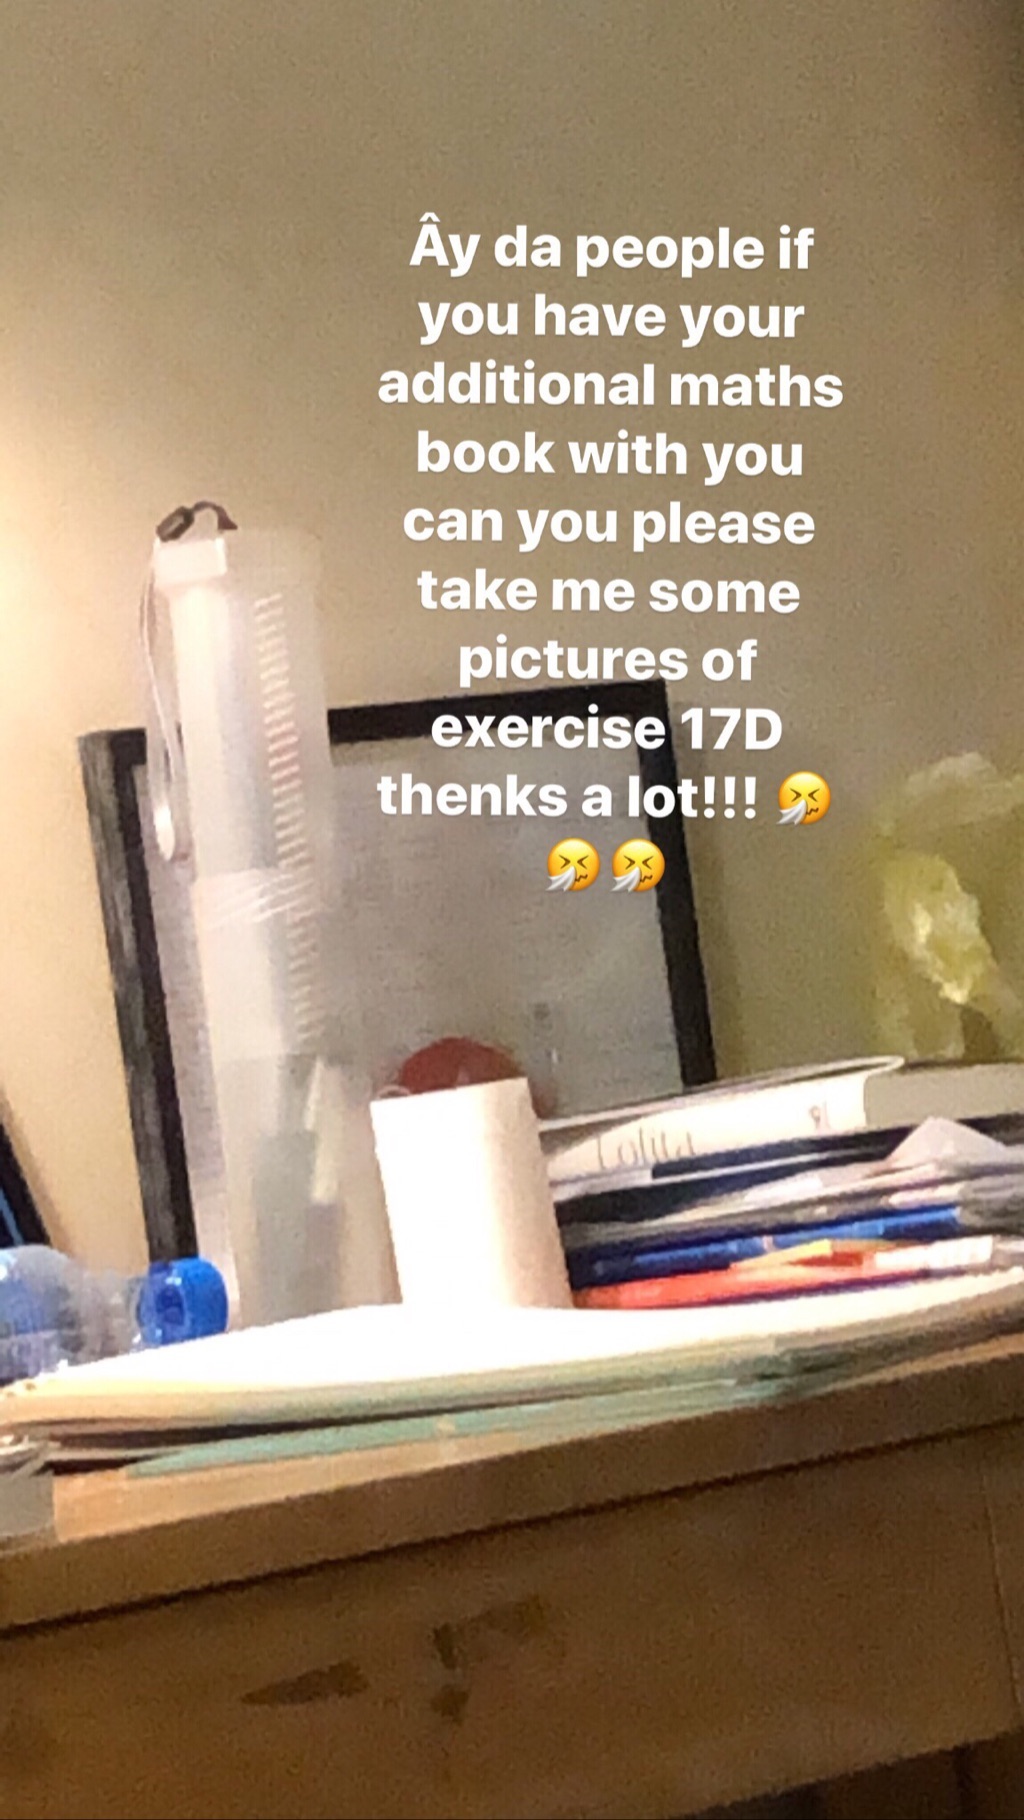 Ây da people if
you have your
additional maths
book with you
can you please
take me some
pictures of
exercise 17D
thenks a lot!!! 🤧
🤧🤧
Lolita